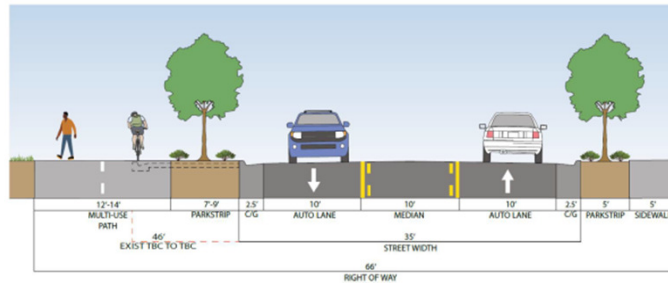 12'-14' 7'-9' 2.5' 10' 10' 10' 2.5' 5' 5'
MULTI-USE PARKSTRIP C/G AUTO LANE MEDIAN AUTO LANE C/G PARKSTRIP SIDEWAL
PATH
46' 35'
EXIST TBC TO TBC STREET WIDTH
66'
RIGHT OF WAY